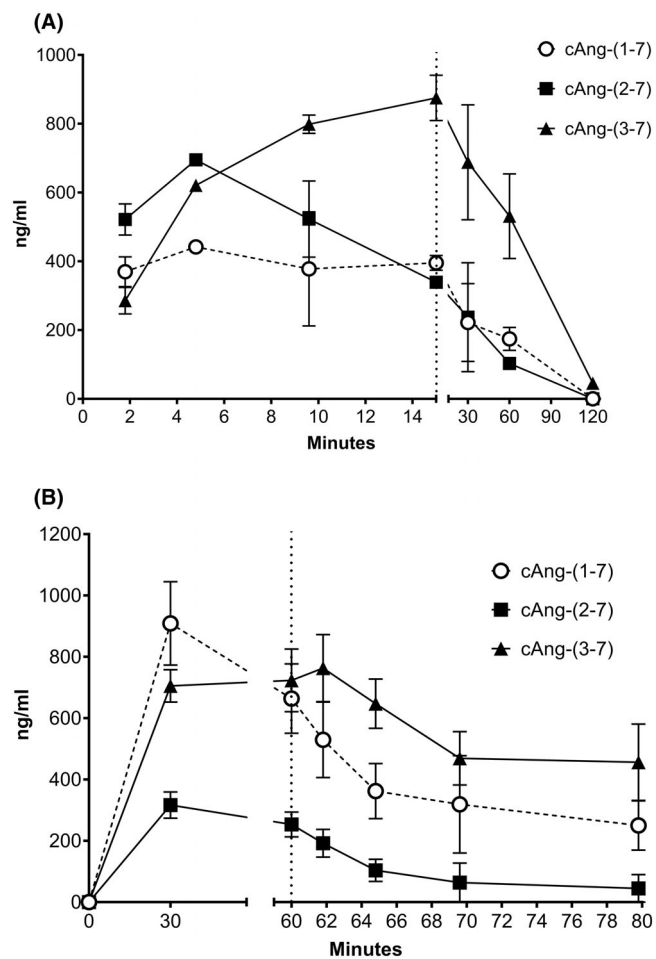 (A)
1000
800
600
400
200
0
ng/ml
0 2 4 6 8 10 12 14 30 60 90 120
Minutes
cAng-(1-7)
cAng-(2-7)
cAng-(3-7)
(B)
1200
1000
800
600
400
200
0
ng/ml
0 30 60 62 64 66 68 70 72 74 76 78 80
Minutes
cAng-(1-7)
cAng-(2-7)
cAng-(3-7)